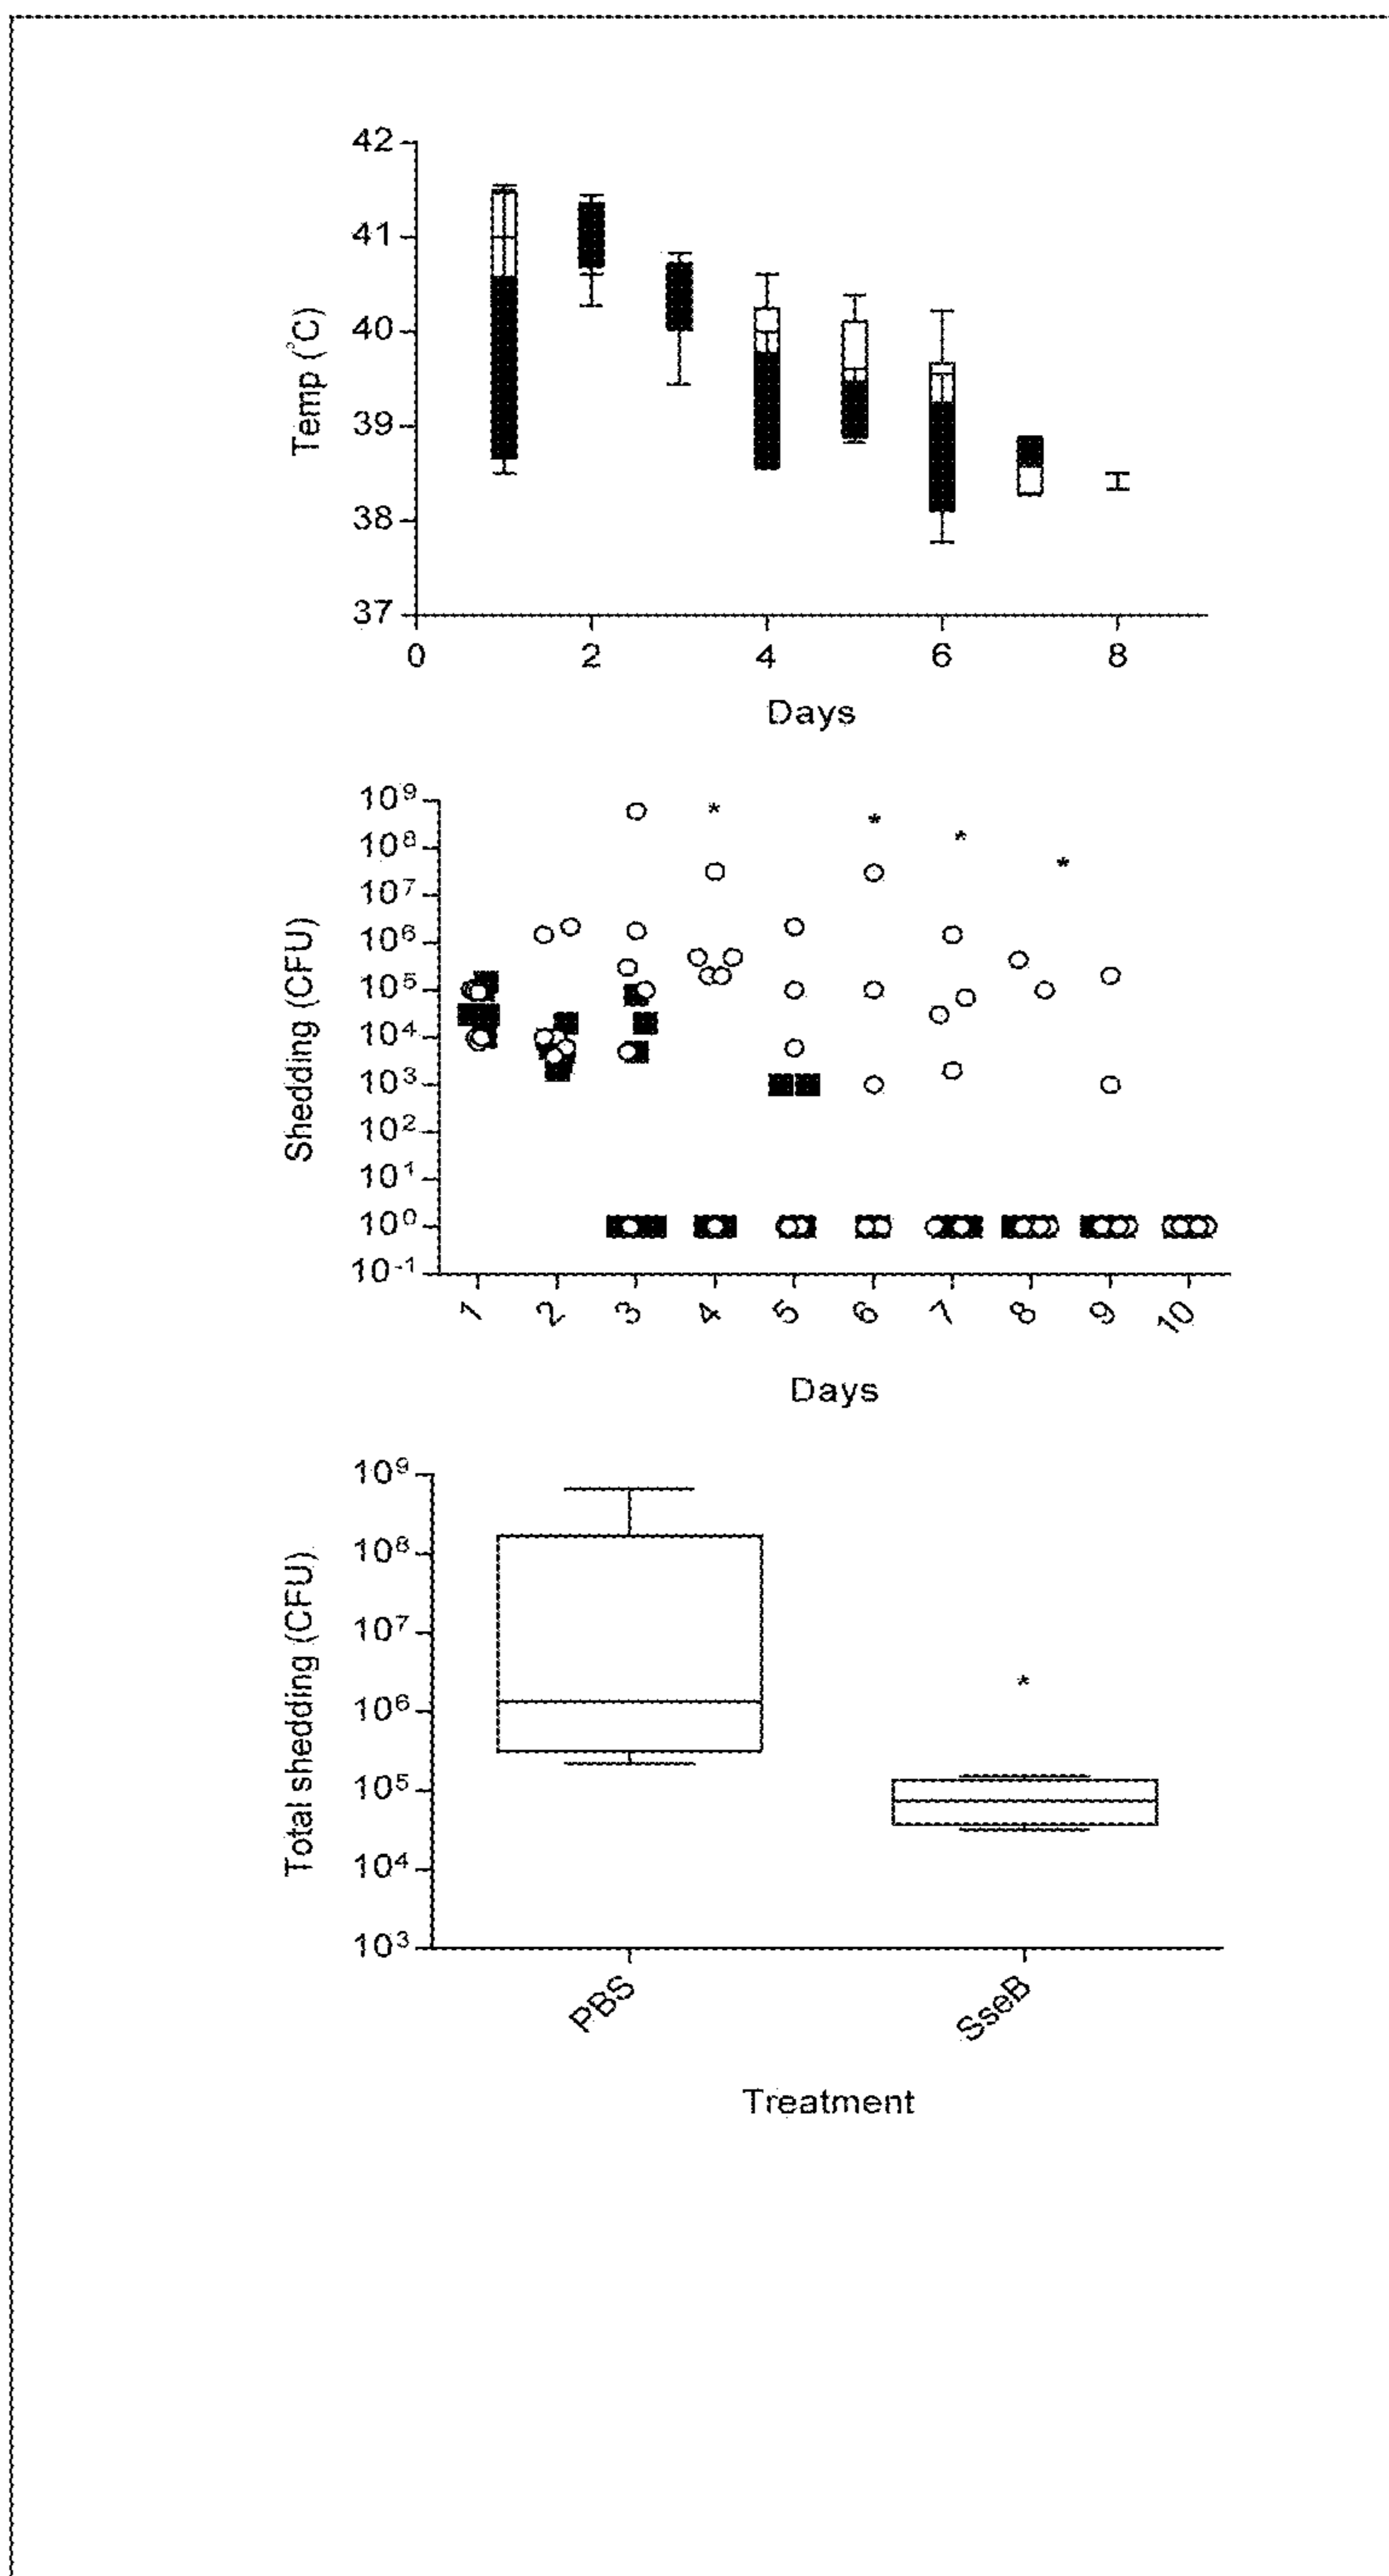 42
41
40
39
38
37
Temp (°C)
0 2 4 6 8
Days
10⁹
10⁸
10⁷
10⁶
10⁵
10⁴
10³
10²
10¹
10⁰
10⁻¹
Shedding (CFU)
* * * *
1 2 3 4 5 6 7 8 9 10
Days
10⁹
10⁸
10⁷
10⁶
10⁵
10⁴
10³
Total shedding (CFU)
*
PBS SseB
Treatment